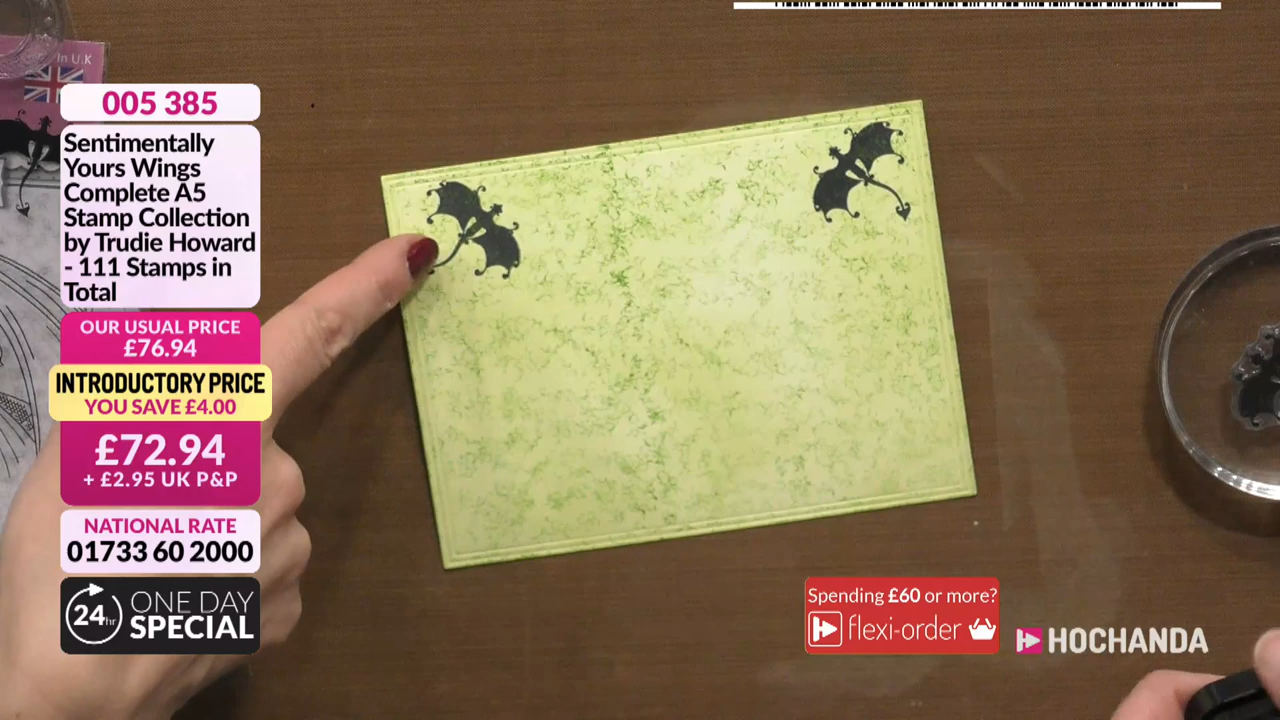 in U.K
005 385
Sentimentally
Yours Wings
Complete A5
Stamp Collection
by Trudie Howard
- 111 Stamps in
Total
OUR USUAL PRICE
£76.94
INTRODUCTORY PRICE
YOU SAVE £4.00
£72.94
+ £2.95 UK P&P
NATIONAL RATE
01733 60 2000
24hr
ONE DAY
SPECIAL
Spending £60 or more?
flexi-order
HOCHANDA